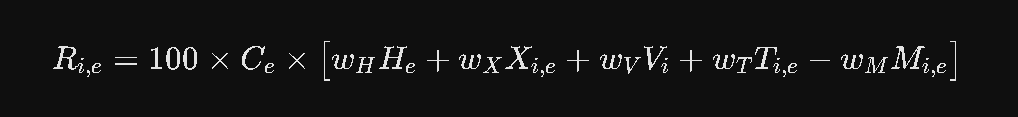 R_{i,e} = 100 × C_e × [w_H H_e + w_X X_{i,e} + w_V V_i + w_T T_{i,e} − w_M M_{i,e}]